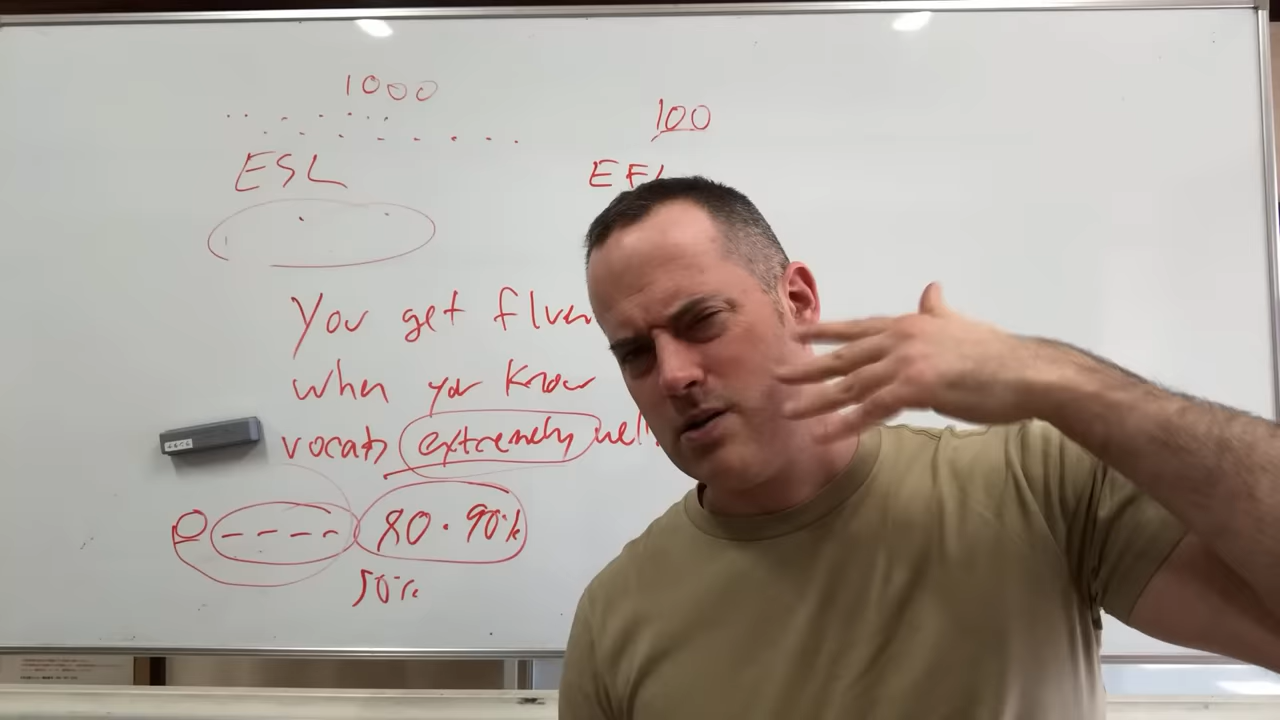 1000
100
ESL
EFL
You get fluen
when you know
vocab extremely well
80-90%
50%